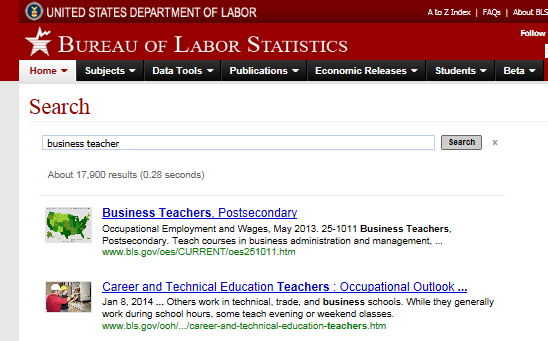 UNITED STATES DEPARTMENT OF LABOR
A to Z Index | FAQs | About BLS
BUREAU OF LABOR STATISTICS
Follow
Home Subjects Data Tools Publications Economic Releases Students Beta
Search
business teacher Search x
About 17,900 results (0.28 seconds)
Business Teachers, Postsecondary
Occupational Employment and Wages, May 2013. 25-1011 Business Teachers,
Postsecondary. Teach courses in business administration and management, ...
www.bls.gov/oes/CURRENT/oes251011.htm
Career and Technical Education Teachers : Occupational Outlook ...
Jan 8, 2014 ... Others work in technical, trade, and business schools. While they generally
work during school hours, some teach evening or weekend classes.
www.bls.gov/ooh/.../career-and-technical-education-teachers.htm